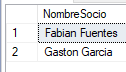 NombreSocio
1 Fabian Fuentes
2 Gaston Garcia